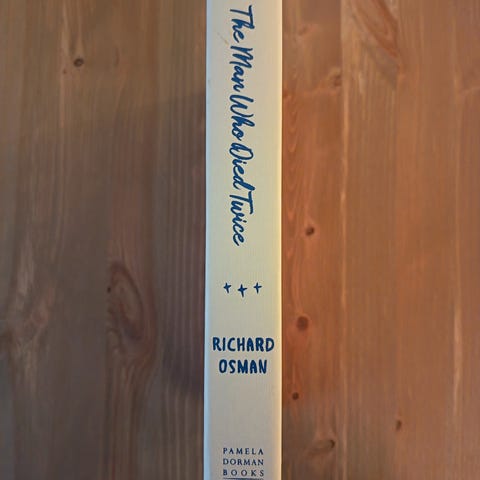 The Man Who Died Twice
+++
RICHARD
OSMAN
PAMELA
DORMAN
BOOKS